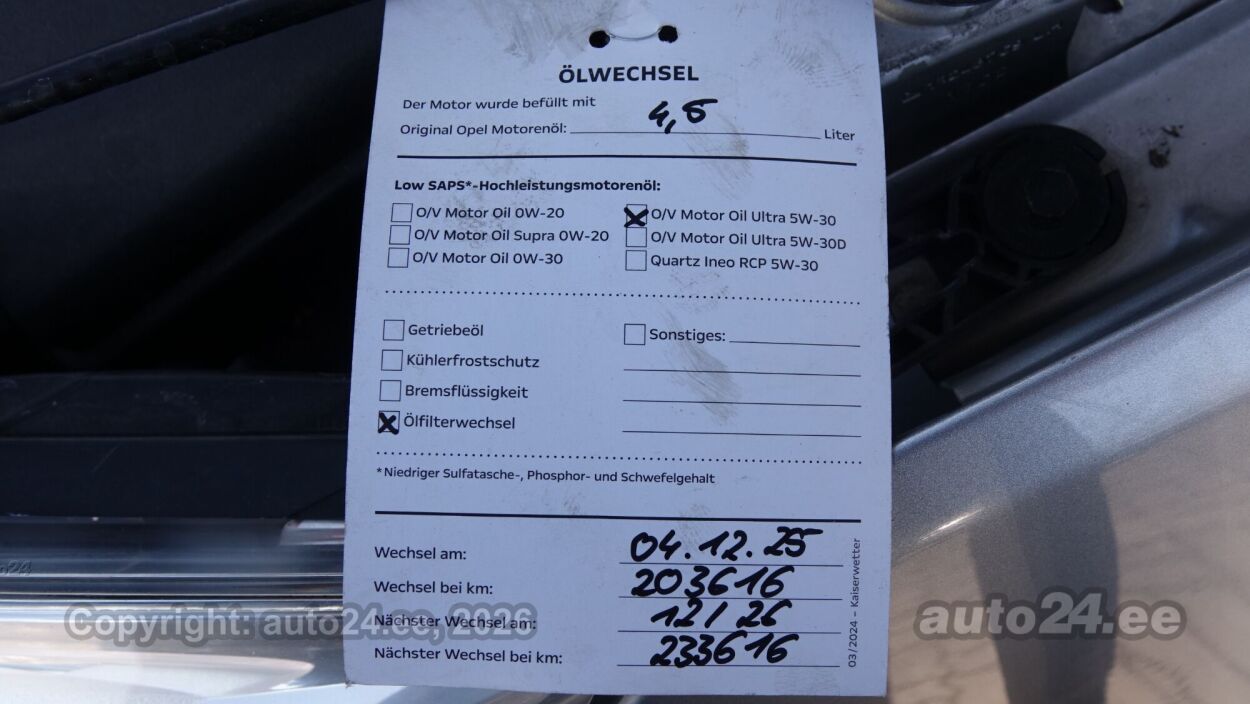 ÖLWECHSEL
Der Motor wurde befüllt mit
Original Opel Motorenöl: 4,5 Liter
Low SAPS*-Hochleistungsmotorenöl:
O/V Motor Oil 0W-20
O/V Motor Oil Supra 0W-20
O/V Motor Oil 0W-30
O/V Motor Oil Ultra 5W-30
O/V Motor Oil Ultra 5W-30D
Quartz Ineo RCP 5W-30
Getriebeöl
Kühlerfrostschutz
Bremsflüssigkeit
Ölfilterwechsel
Sonstiges:
*Niedriger Sulfatasche-, Phosphor- und Schwefelgehalt
Wechsel am: 04.12.25
Wechsel bei km: 203616
Nächster Wechsel am: 12/26
Nächster Wechsel bei km: 233616
03/2024 – Kaiserwetter
Copyright: auto24.ee, 2026
auto24.ee